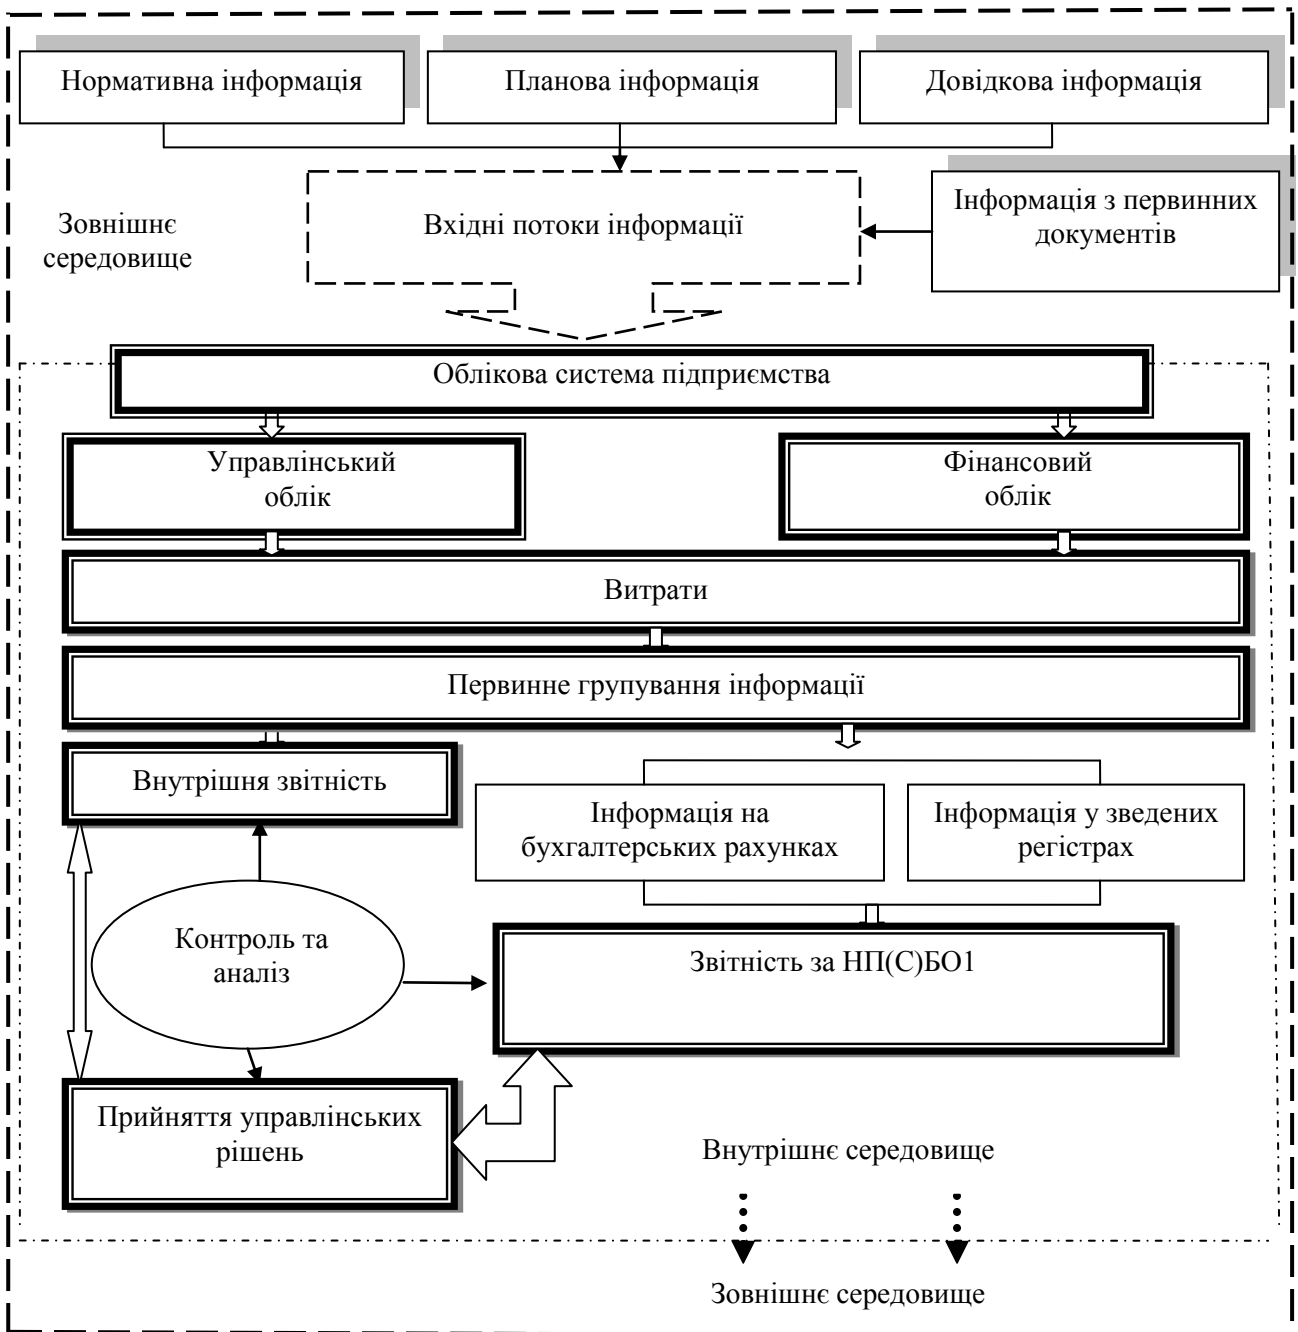 Нормативна інформація
Планова інформація
Довідкова інформація
Зовнішнє
середовище
Вхідні потоки інформації
Інформація з первинних
документів
Облікова система підприємства
Управлінський
облік
Фінансовий
облік
Витрати
Первинне групування інформації
Внутрішня звітність
Інформація на
бухгалтерських рахунках
Інформація у зведених
регістрах
Контроль та
аналіз
Звітність за НП(С)БО1
Прийняття управлінських
рішень
Внутрішнє середовище
Зовнішнє середовище